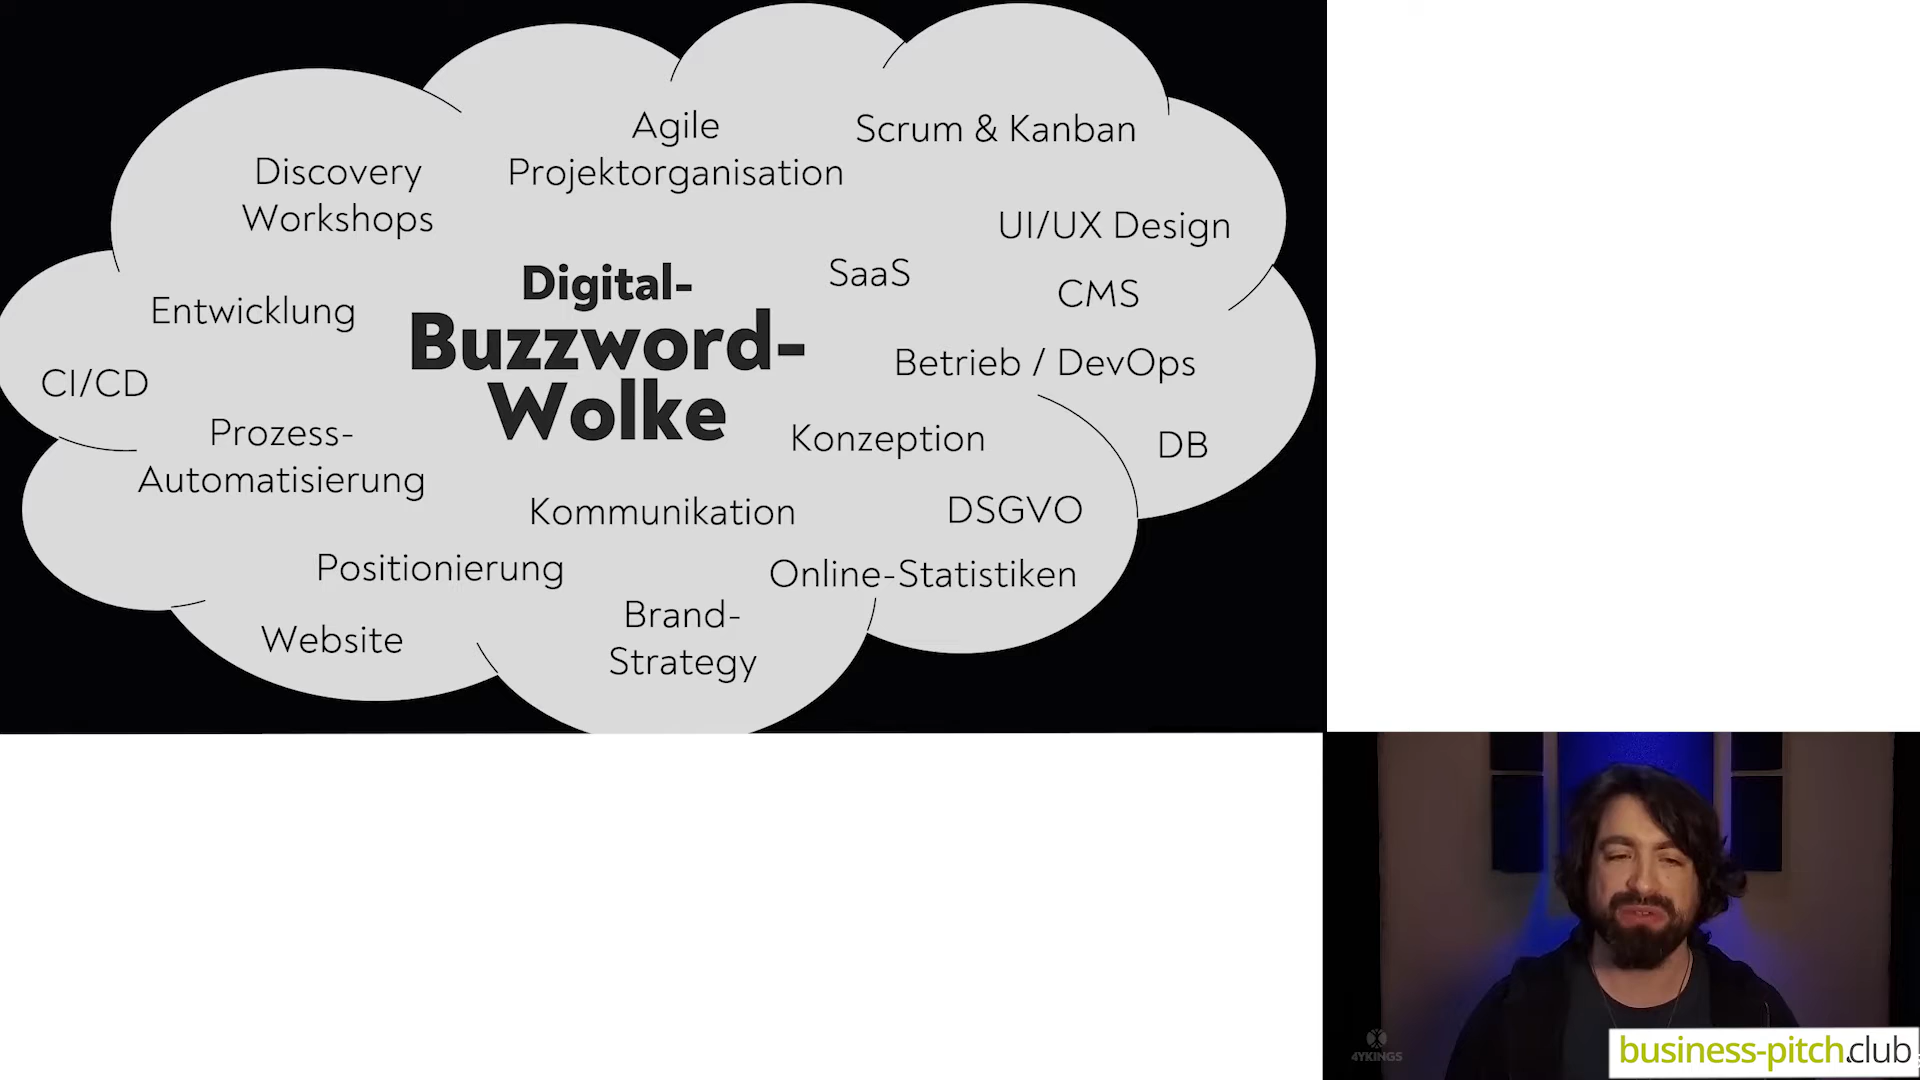 Agile
Projektorganisation
Scrum & Kanban
Discovery
Workshops
UI/UX Design
Digital-
Buzzword-
Wolke
SaaS
CMS
Entwicklung
Betrieb / DevOps
CI/CD
Prozess-
Automatisierung
Konzeption
DB
Kommunikation
DSGVO
Positionierung
Online-Statistiken
Website
Brand-
Strategy
4YKINGS
business-pitch.club